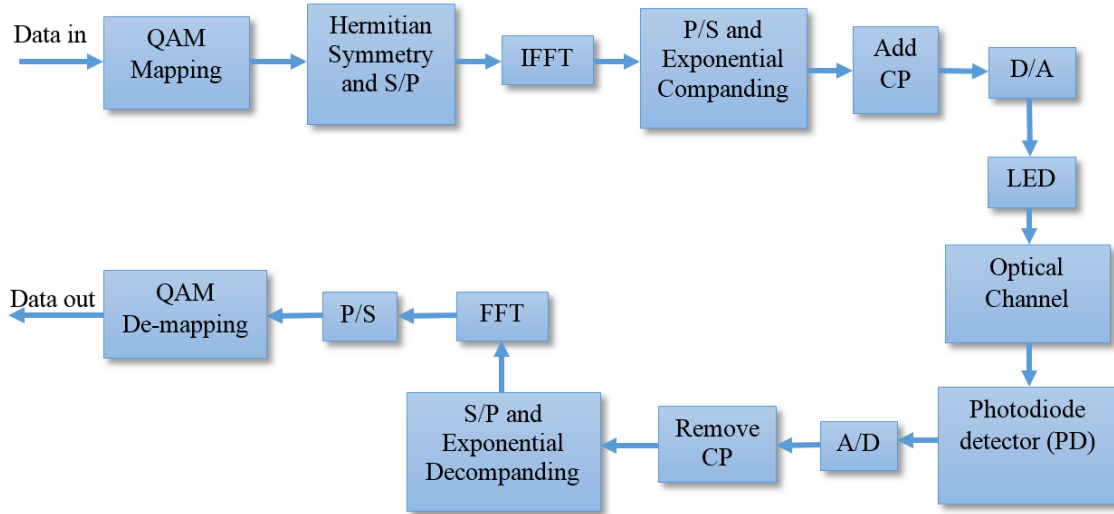 Data in
QAM
Mapping
Hermitian
Symmetry
and S/P
IFFT
P/S and
Exponential
Companding
Add
CP
D/A
LED
Optical
Channel
Photodiode
detector (PD)
A/D
Remove
CP
S/P and
Exponential
Decompanding
FFT
P/S
QAM
De-mapping
Data out